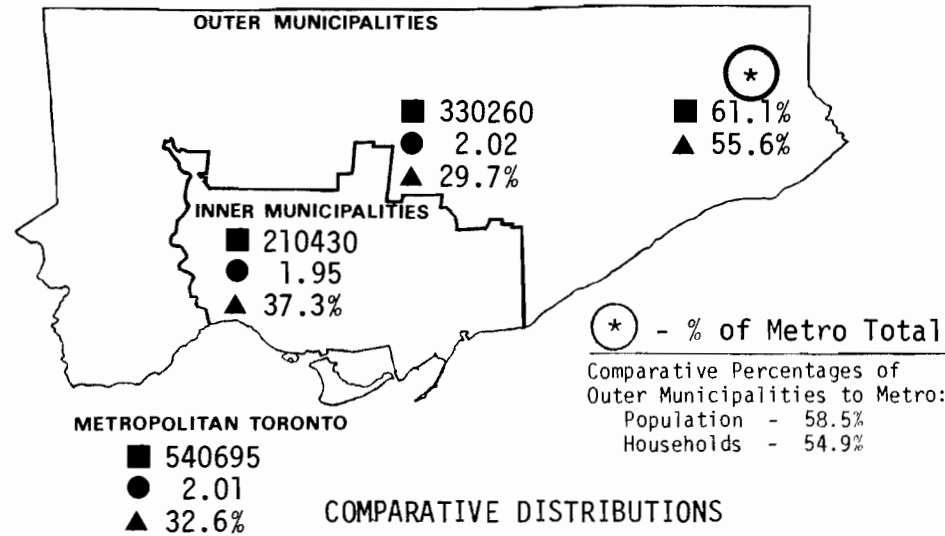 OUTER MUNICIPALITIES
*
■ 330260
● 2.02
▲ 29.7%
■ 61.1%
▲ 55.6%
INNER MUNICIPALITIES
■ 210430
● 1.95
▲ 37.3%
* - % of Metro Total
Comparative Percentages of
Outer Municipalities to Metro:
Population - 58.5%
Households - 54.9%
METROPOLITAN TORONTO
■ 540695
● 2.01
▲ 32.6%
COMPARATIVE DISTRIBUTIONS